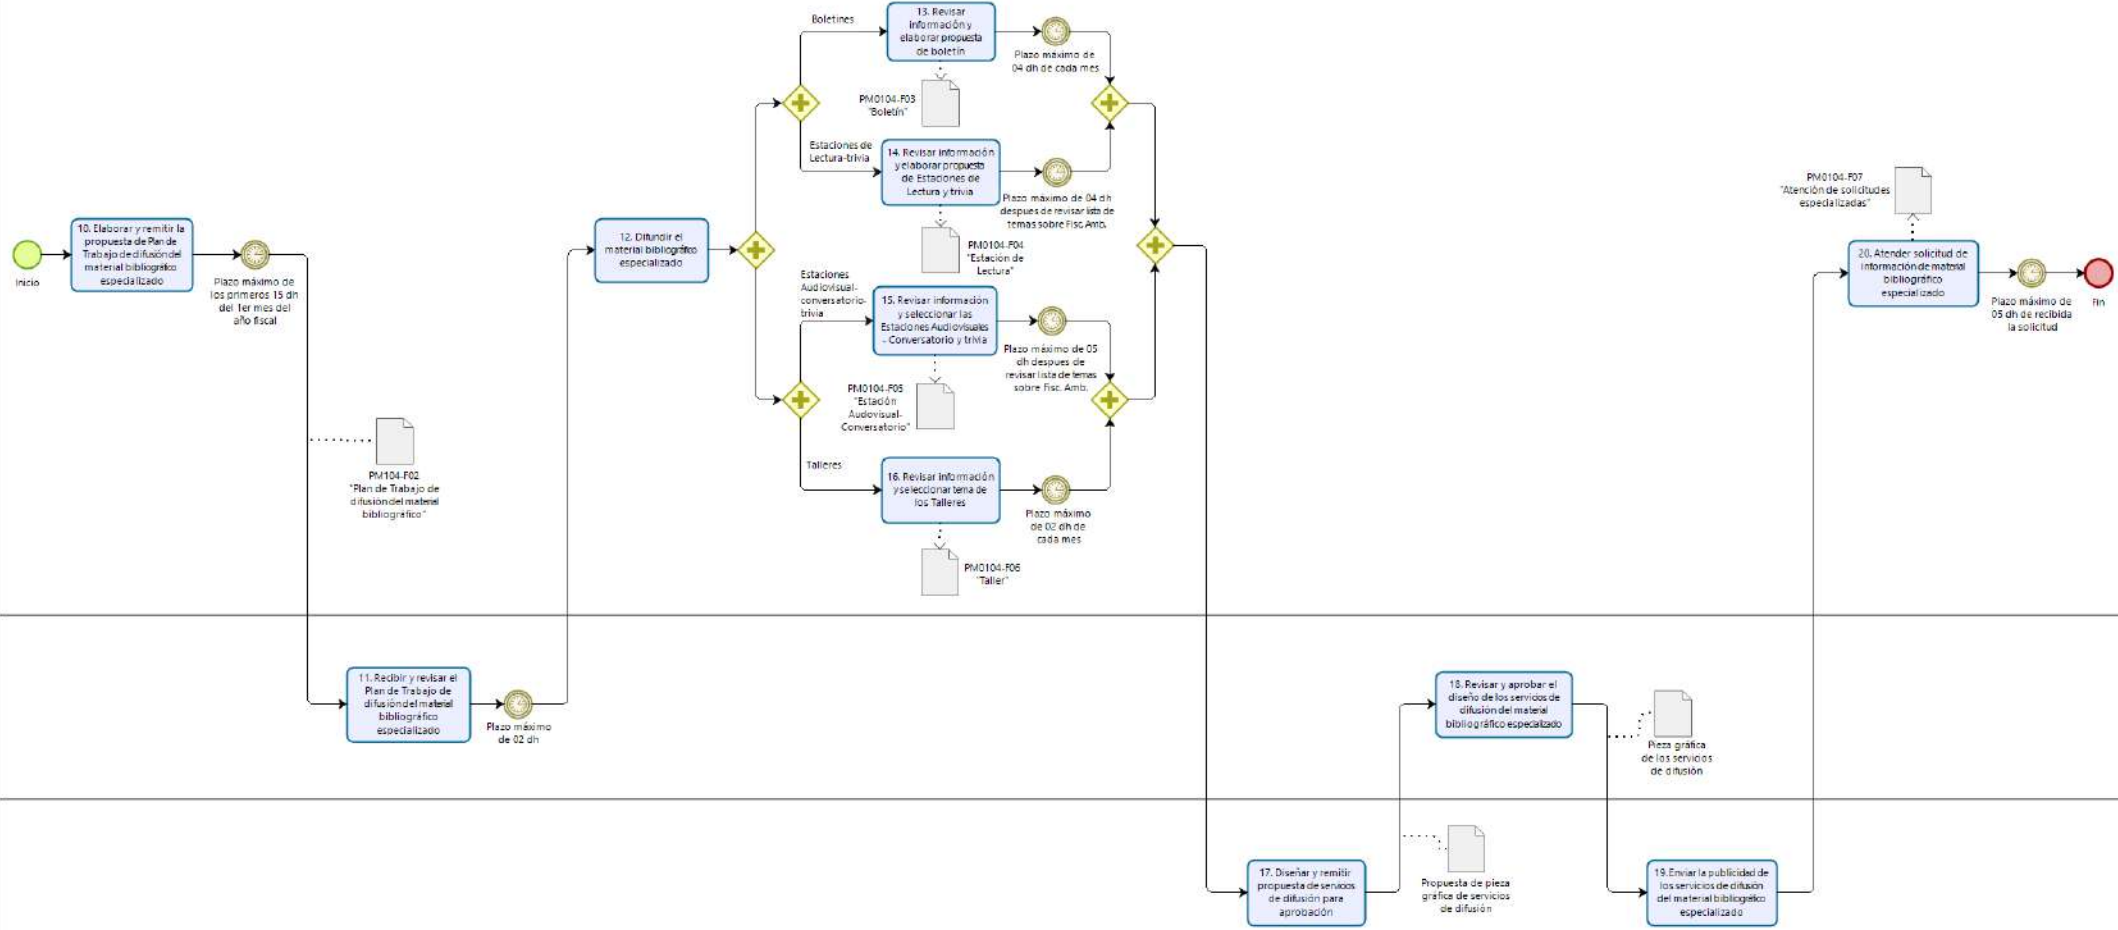 Inicio
10. Elaborar y remitir la
propuesta de Plan de
Trabajo de difusión del
material bibliográfico
especializado
Plazo máximo de
los primeros 15 dh
del 1er mes del
año fiscal
PM104-F02
"Plan de Trabajo de
difusión del material
bibliográfico"
11. Recibir y revisar el
Plan de Trabajo de
difusión del material
bibliográfico
especializado
Plazo máximo
de 02 dh
12. Difundir el
material bibliográfico
especializado
Boletines
13. Revisar
información y
elaborar propuesta
de boletín
Plazo máximo de
04 dh de cada mes
PM0104-F03
"Boletín"
Estaciones de
Lectura-trivia
14. Revisar información
y elaborar propuesta
de Estaciones de
Lectura y trivia
Plazo máximo de 04 dh
despues de revisar lista de
temas sobre Fisc. Amb.
PM0104-F04
"Estación de
Lectura"
Estaciones
Audiovisual-
conversatorio-
trivia
15. Revisar información
y seleccionar las
Estaciones Audiovisuales
- Conversatorio y trivia
Plazo máximo de 05
dh despues de
revisar lista de temas
sobre Fisc. Amb.
PM0104-F05
"Estación
Audovisual-
Conversatorio"
Talleres
16. Revisar información
y seleccionar tema de
los Talleres
Plazo máximo
de 02 dh de
cada mes
PM0104-F06
"Taller"
17. Diseñar y remitir
propuesta de servicios
de difusión para
aprobación
Propuesta de pieza
gráfica de servicios
de difusión
18. Revisar y aprobar el
diseño de los servicios de
difusión del material
bibliográfico especializado
Pieza gráfica
de los servicios
de difusión
19. Enviar la publicidad de
los servicios de difusión
del material bibliográfico
especializado
PM0104-F07
"Atención de solicitudes
especializadas"
20. Atender solicitud de
información de material
bibliográfico
especializado
Plazo máximo de
05 dh de recibida
la solicitud
Fin